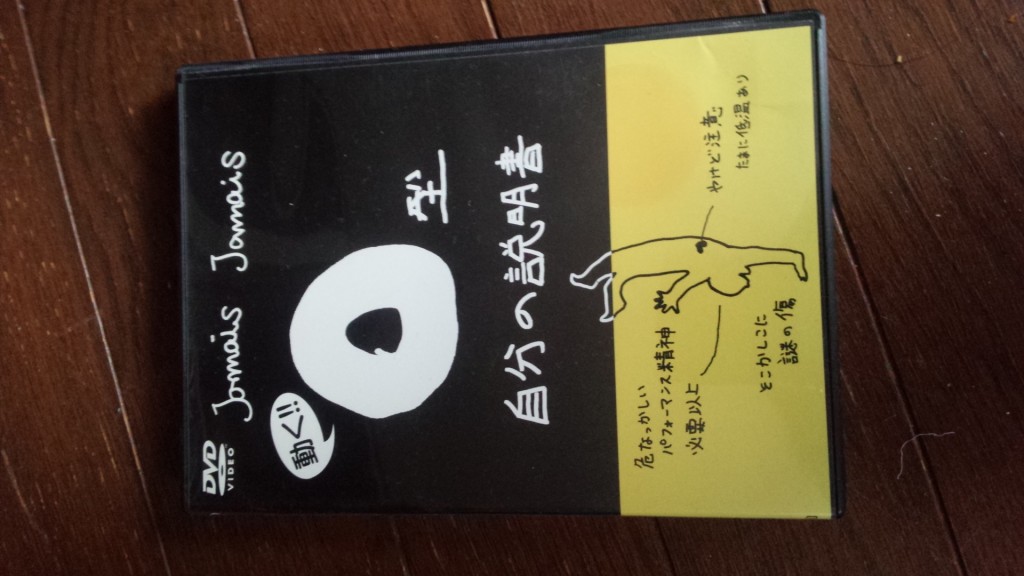 DVD
VIDEO
Jamais Jamais
動く!!
O型
自分の説明書
やけど注意
たまに低温あり
危なっかしい
パフォーマンス精神
必要以上
とこかしこに
謎の傷